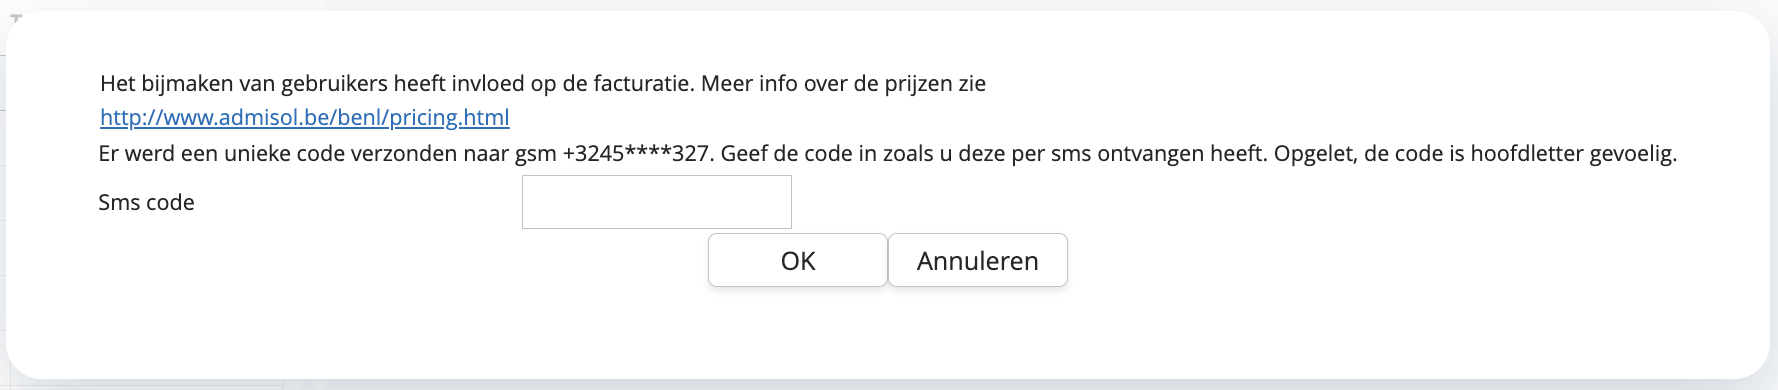 Het bijmaken van gebruikers heeft invloed op de facturatie. Meer info over de prijzen zie
http://www.admisol.be/benl/pricing.html
Er werd een unieke code verzonden naar gsm +3245****327. Geef de code in zoals u deze per sms ontvangen heeft. Opgelet, de code is hoofdletter gevoelig.
Sms code
OK Annuleren